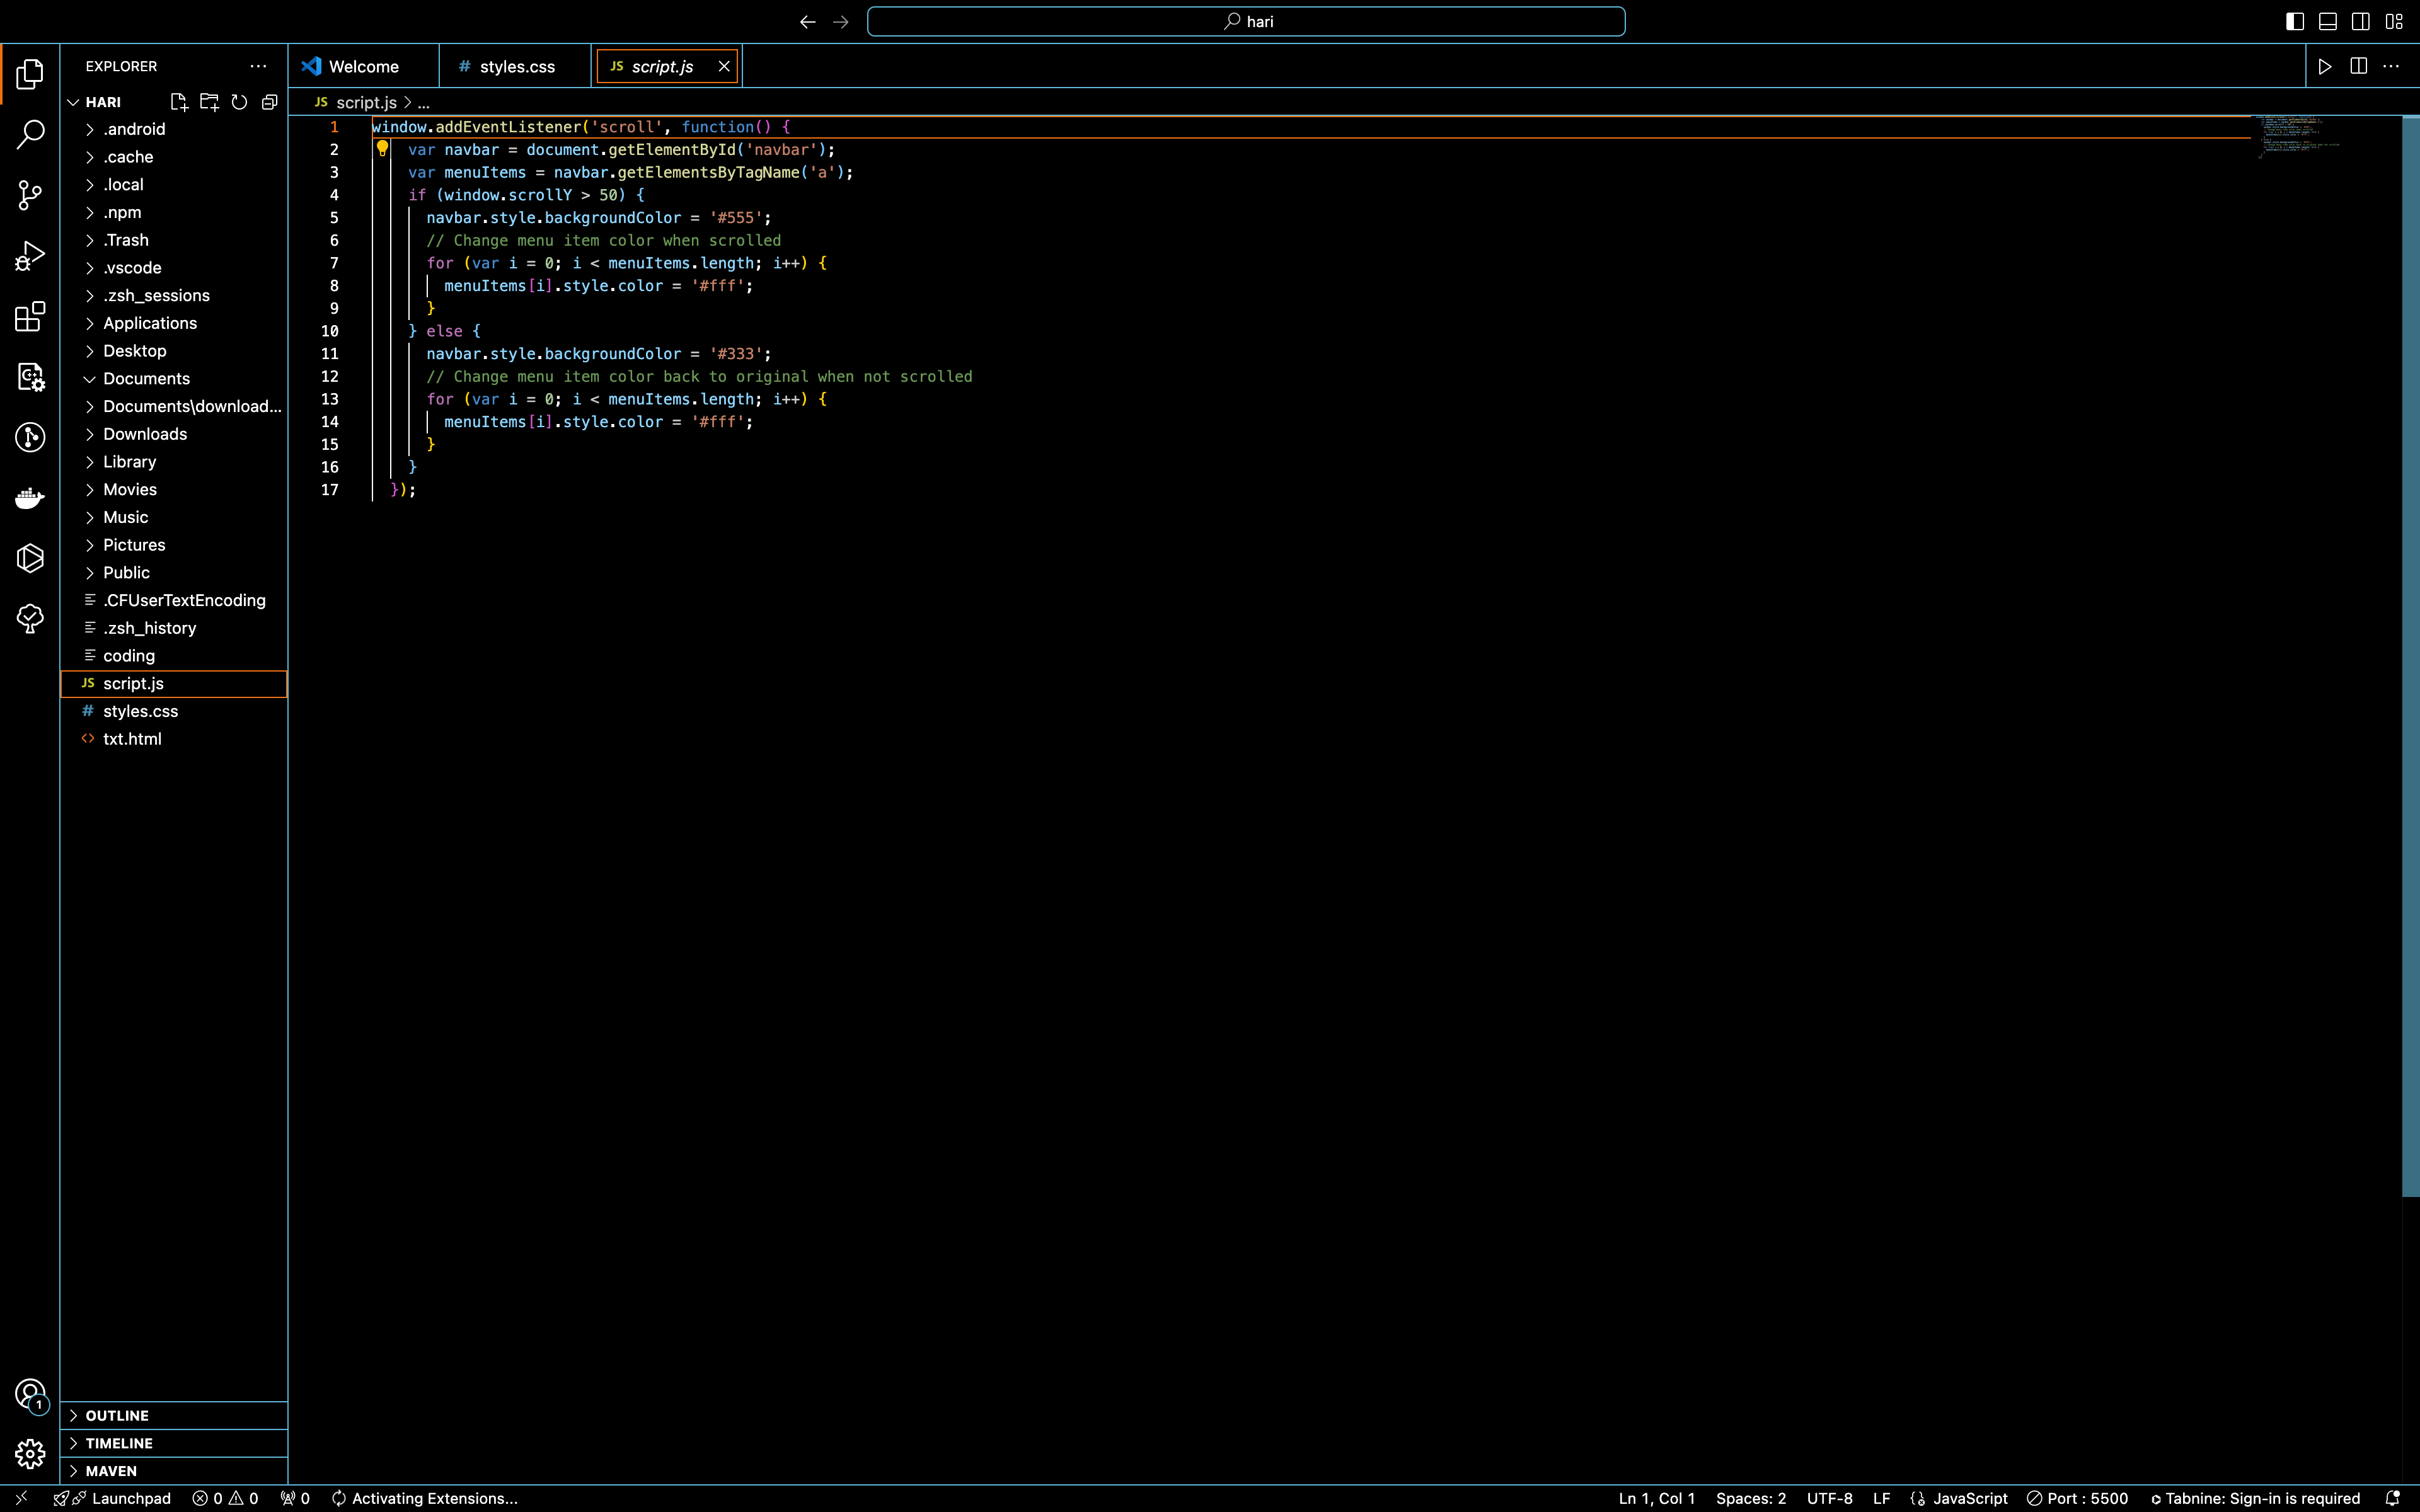 hari
EXPLORER
HARI
.android
.cache
.local
.npm
.Trash
.vscode
.zsh_sessions
Applications
Desktop
Documents
Documents\download...
Downloads
Library
Movies
Music
Pictures
Public
.CFUserTextEncoding
.zsh_history
coding
JS script.js
# styles.css
<> txt.html
OUTLINE
TIMELINE
MAVEN
Welcome # styles.css JS script.js
JS script.js > ...
1 window.addEventListener('scroll', function() {
2 var navbar = document.getElementById('navbar');
3 var menuItems = navbar.getElementsByTagName('a');
4 if (window.scrollY > 50) {
5 navbar.style.backgroundColor = '#555';
6 // Change menu item color when scrolled
7 for (var i = 0; i < menuItems.length; i++) {
8 menuItems[i].style.color = '#fff';
9 }
10 } else {
11 navbar.style.backgroundColor = '#333';
12 // Change menu item color back to original when not scrolled
13 for (var i = 0; i < menuItems.length; i++) {
14 menuItems[i].style.color = '#fff';
15 }
16 }
17 });
1
Launchpad 0 0 0 Activating Extensions... Ln 1, Col 1 Spaces: 2 UTF-8 LF JavaScript Port : 5500 Tabnine: Sign-in is required